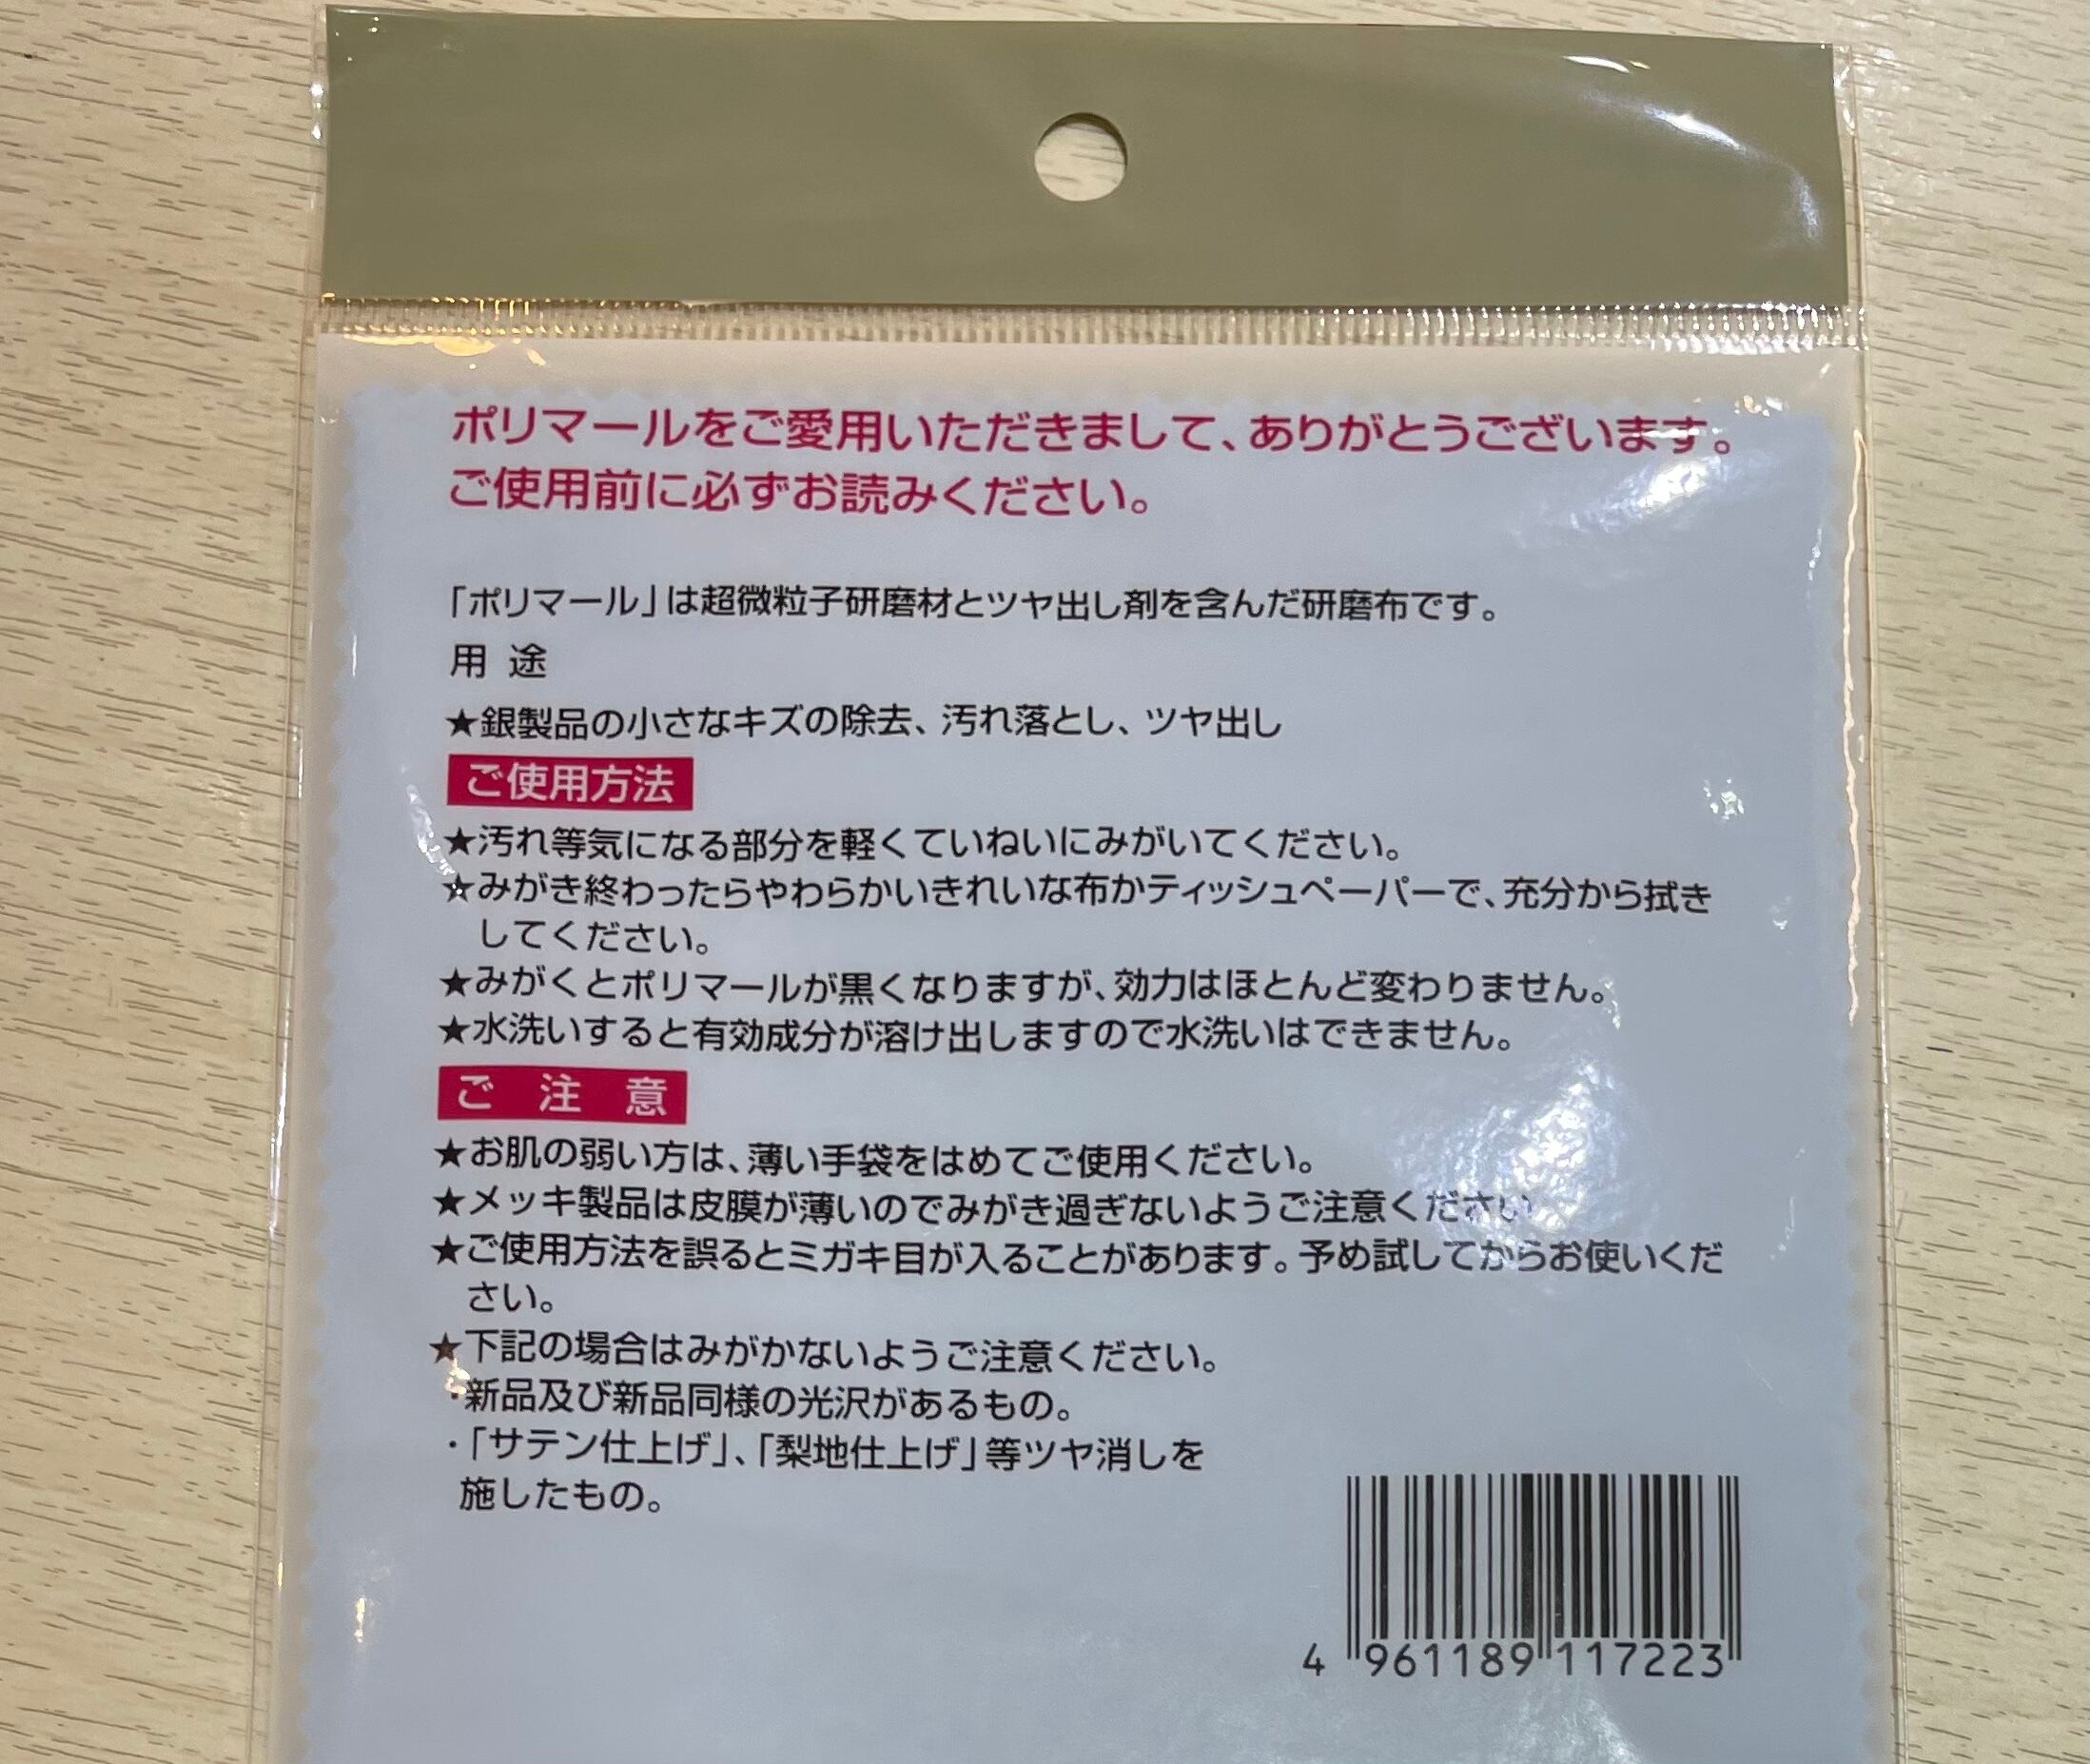 ポリマールをご愛用いただきまして、ありがとうございます。
ご使用前に必ずお読みください。
「ポリマール」は超微粒子研磨材とツヤ出し剤を含んだ研磨布です。
用 途
★銀製品の小さなキズの除去、汚れ落とし、ツヤ出し
ご使用方法
★汚れ等気になる部分を軽くていねいにみがいてください。
★みがき終わったらやわらかいきれいな布かティッシュペーパーで、充分から拭き
してください。
★みがくとポリマールが黒くなりますが、効力はほとんど変わりません。
★水洗いすると有効成分が溶け出しますので水洗いはできません。
ご 注 意
★お肌の弱い方は、薄い手袋をはめてご使用ください。
★メッキ製品は皮膜が薄いのでみがき過ぎないようご注意ください
★ご使用方法を誤るとミガキ目が入ることがあります。予め試してからお使いくだ
さい。
★下記の場合はみがかないようご注意ください。
・新品及び新品同様の光沢があるもの。
・「サテン仕上げ」、「梨地仕上げ」等ツヤ消しを
施したもの。
4 961189 117223